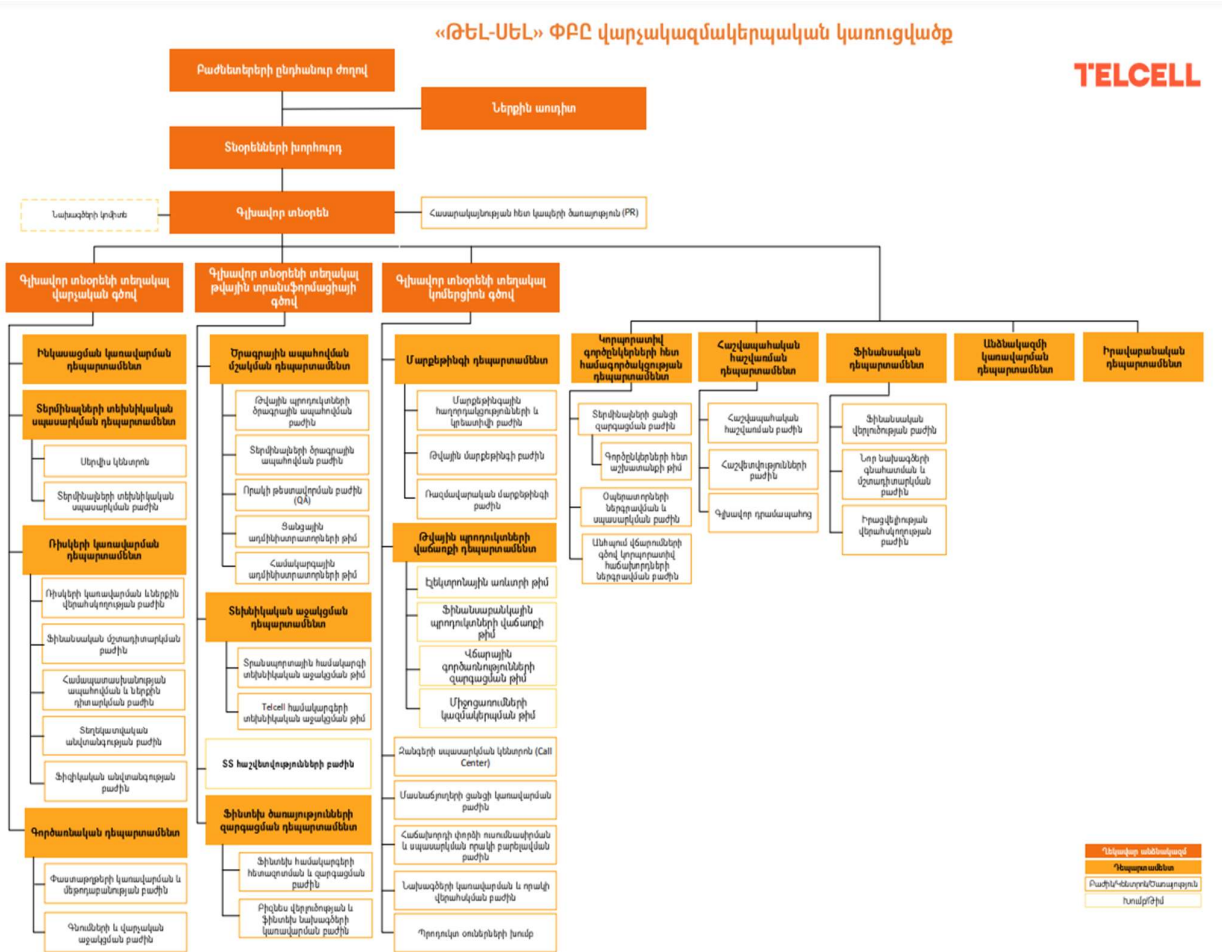 «ԹԵԼ-ՍԵԼ» ՓԲԸ վարչակազմակերպական կառուցվածք
TELCELL
Բաժնետերերի ընդհանուր ժողով
Ներքին աուդիտ
Տնօրենների խորհուրդ
Նախագծերի կոմիտե
Գլխավոր տնօրեն
Հասարակայնության հետ կապերի ծառայություն (PR)
Գլխավոր տնօրենի տեղակալ
վարչական գծով
Ինկասացման կառավարման
դեպարտամենտ
Տերմինալների տեխնիկական
սպասարկման դեպարտամենտ
Սերվիս կենտրոն
Տերմինալների տեխնիկական
սպասարկման բաժին
Ռիսկերի կառավարման
դեպարտամենտ
Ռիսկերի կառավարման և ներքին
վերահսկողության բաժին
Ֆինանսական մշտադիտարկման
բաժին
Համապատասխանության
ապահովման և ներքին
դիտարկման բաժին
Տեղեկատվական
անվտանգության բաժին
Ֆիզիկական անվտանգության բաժին
Գործառնական դեպարտամենտ
Փաստաթղթերի կառավարման և
մեթոդաբանության բաժին
Գնումների և վարչական
աջակցման բաժին
Գլխավոր տնօրենի տեղակալ
թվային տրանսֆորմացիայի
գծով
Ծրագրային ապահովման
մշակման դեպարտամենտ
Թվային պրոդուկտների
ծրագրային ապահովման
բաժին
Տերմինալների ծրագրային
ապահովման բաժին
Որակի թեստավորման բաժին
(QA)
Ցանցային
ադմինիստրատորների թիմ
Համակարգային
ադմինիստրատորների թիմ
Տեխնիկական աջակցման
դեպարտամենտ
Տրանսպորտային համակարգի
տեխնիկական աջակցման թիմ
Telcell համակարգերի
տեխնիկական աջակցման թիմ
ՏՏ հաշվետվությունների բաժին
Ֆինտեխ ծառայությունների
զարգացման դեպարտամենտ
Ֆինտեխ համակարգերի
հետազոտման և զարգացման
բաժին
Բիզնես վերլուծության և
ֆինտեխ նախագծերի
կառավարման բաժին
Գլխավոր տնօրենի տեղակալ
կոմերցիոն գծով
Մարքեթինգի դեպարտամենտ
Մարքեթինգային
հաղորդակցությունների և
կրեատիվի բաժին
Թվային մարքեթինգի բաժին
Ռազմավարական մարքեթինգի
բաժին
Թվային պրոդուկտների
վաճառքի դեպարտամենտ
Էլեկտրոնային առևտրի թիմ
Ֆինանսաբանկային
պրոդուկտների վաճառքի
թիմ
Վճարային
գործառնությունների
զարգացման թիմ
Միջոցառումների
կազմակերպման թիմ
Զանգերի սպասարկման կենտրոն (Call
Center)
Մասնաճյուղերի ցանցի կառավարման
բաժին
Հաճախորդի փորձի ուսումնասիրման
և սպասարկման որակի բարելավման
բաժին
Նախագծերի կառավարման և որակի
վերահսկման բաժին
Պրոդուկտ օուներների խումբ
Կորպորատիվ
գործընկերների հետ
համագործակցության
դեպարտամենտ
Տերմինալների ցանցի
զարգացման բաժին
Գործընկերների հետ
աշխատանքի թիմ
Օպերատորների
ներգրավման և
սպասարկման բաժին
Անհպում վճարումների
գծով կորպորատիվ
հաճախորդների
ներգրավման բաժին
Հաշվապահական
հաշվառման
դեպարտամենտ
Հաշվապահական
հաշվառման բաժին
Հաշվետվությունների
բաժին
Գլխավոր դրամապահոց
Ֆինանսական
դեպարտամենտ
Ֆինանսական
վերլուծության բաժին
Նոր նախագծերի
գնահատման և
մշտադիտարկման
բաժին
Իրացվելիության
վերահսկողության
բաժին
Անձնակազմի
կառավարման
դեպարտամենտ
Իրավաբանական
դեպարտամենտ
Ղեկավար անձնակազմ
Դեպարտամենտ
Բաժին/Կենտրոն/Ծառայություն
Խումբ/Թիմ